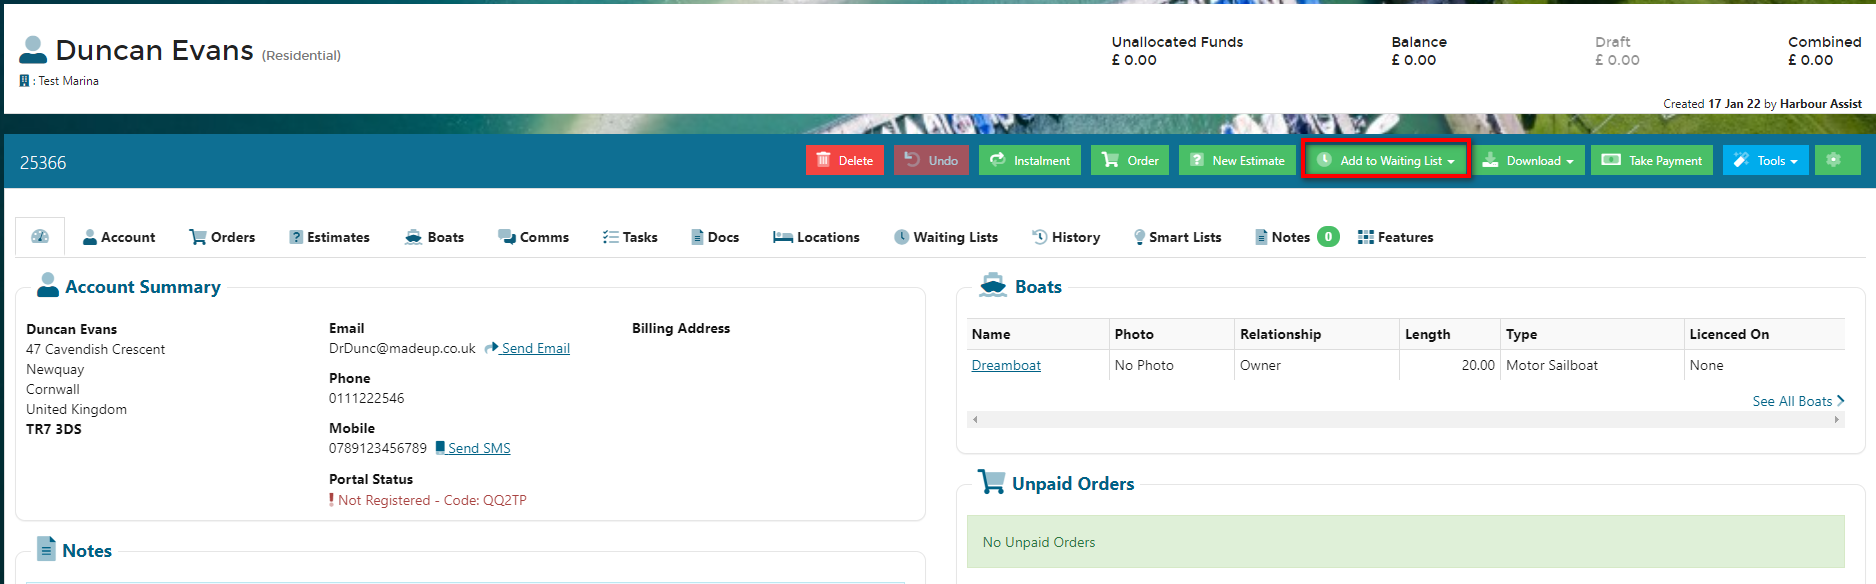 Duncan Evans (Residential)
: Test Marina
Unallocated Funds
£ 0.00
Balance
£ 0.00
Draft
£ 0.00
Combined
£ 0.00
Created 17 Jan 22 by Harbour Assist
25366
Delete
Undo
Instalment
Order
New Estimate
Add to Waiting List
Download
Take Payment
Tools
Account
Orders
Estimates
Boats
Comms
Tasks
Docs
Locations
Waiting Lists
History
Smart Lists
Notes 0
Features
Account Summary
Duncan Evans
47 Cavendish Crescent
Newquay
Cornwall
United Kingdom
TR7 3DS
Email
DrDunc@madeup.co.uk Send Email
Phone
0111222546
Mobile
0789123456789 Send SMS
Portal Status
Not Registered - Code: QQ2TP
Billing Address
Notes
Boats
Name Photo Relationship Length Type Licenced On
Dreamboat No Photo Owner 20.00 Motor Sailboat None
See All Boats
Unpaid Orders
No Unpaid Orders